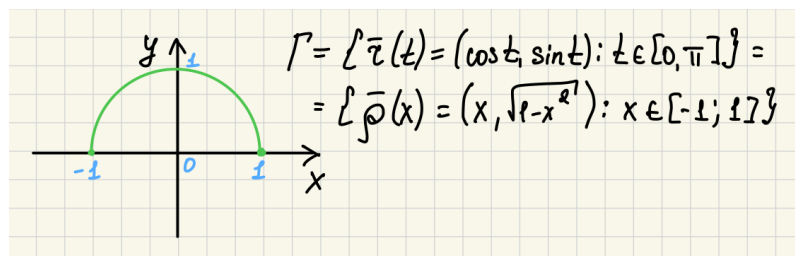 y
1
-1
0
1
x
Γ = { r̄(t) = (cos t, sin t): t ∈ [0, π] } =
= { ρ̄(x) = (x, √(1-x²)): x ∈ [-1; 1] }